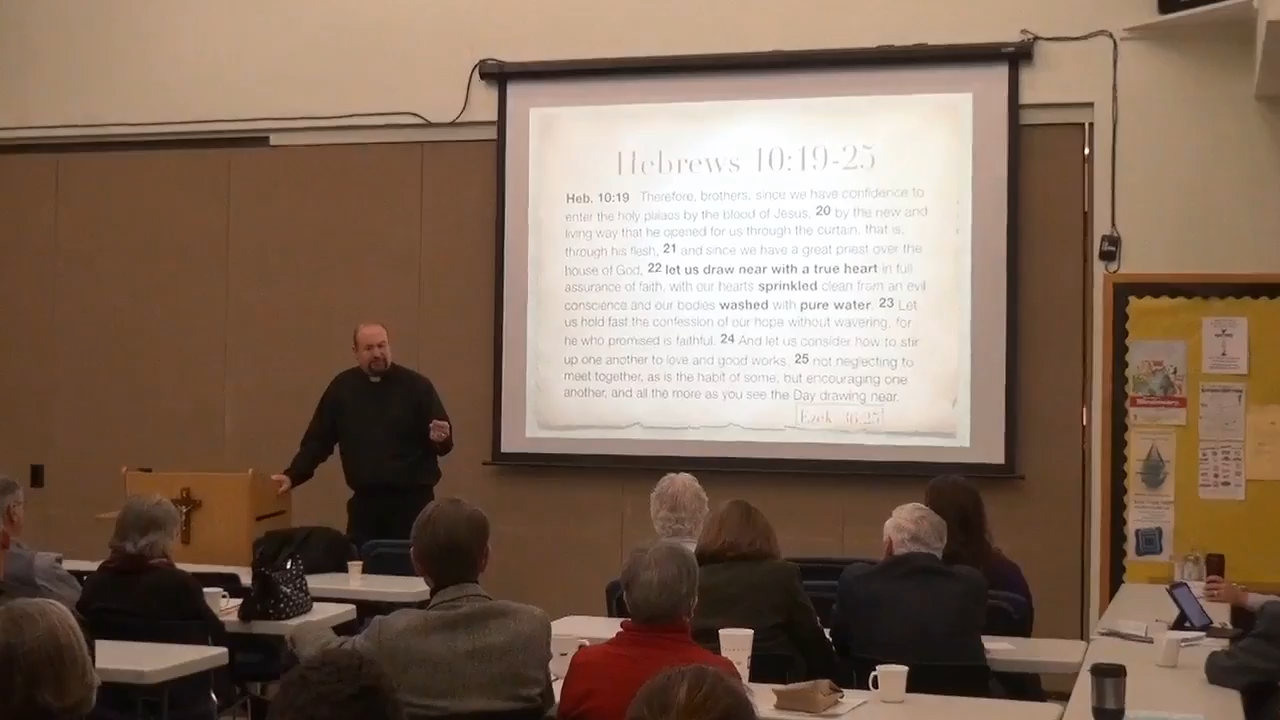 Hebrews 10:19-25
Heb. 10:19 Therefore, brothers, since we have confidence to
enter the holy places by the blood of Jesus, 20 by the new and
living way that he opened for us through the curtain, that is,
through his flesh, 21 and since we have a great priest over the
house of God, 22 let us draw near with a true heart in full
assurance of faith, with our hearts sprinkled clean from an evil
conscience and our bodies washed with pure water. 23 Let
us hold fast the confession of our hope without wavering, for
he who promised is faithful. 24 And let us consider how to stir
up one another to love and good works, 25 not neglecting to
meet together, as is the habit of some, but encouraging one
another, and all the more as you see the Day drawing near.
Ezek 36:25